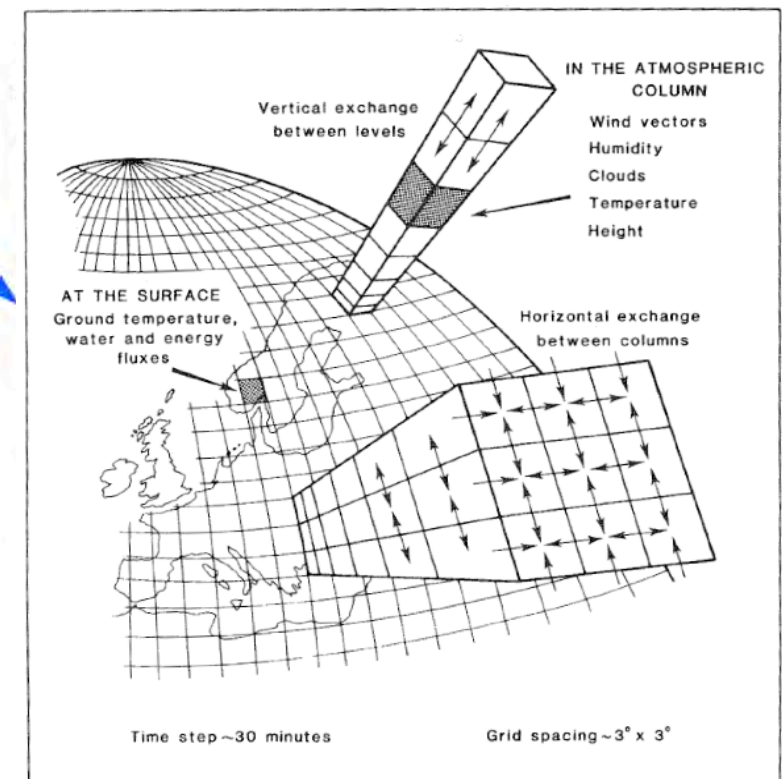 IN THE ATMOSPHERIC
COLUMN
Wind vectors
Humidity
Clouds
Temperature
Height
Vertical exchange
between levels
AT THE SURFACE
Ground temperature,
water and energy
fluxes
Horizontal exchange
between columns
Time step ~30 minutes
Grid spacing ~3° x 3°